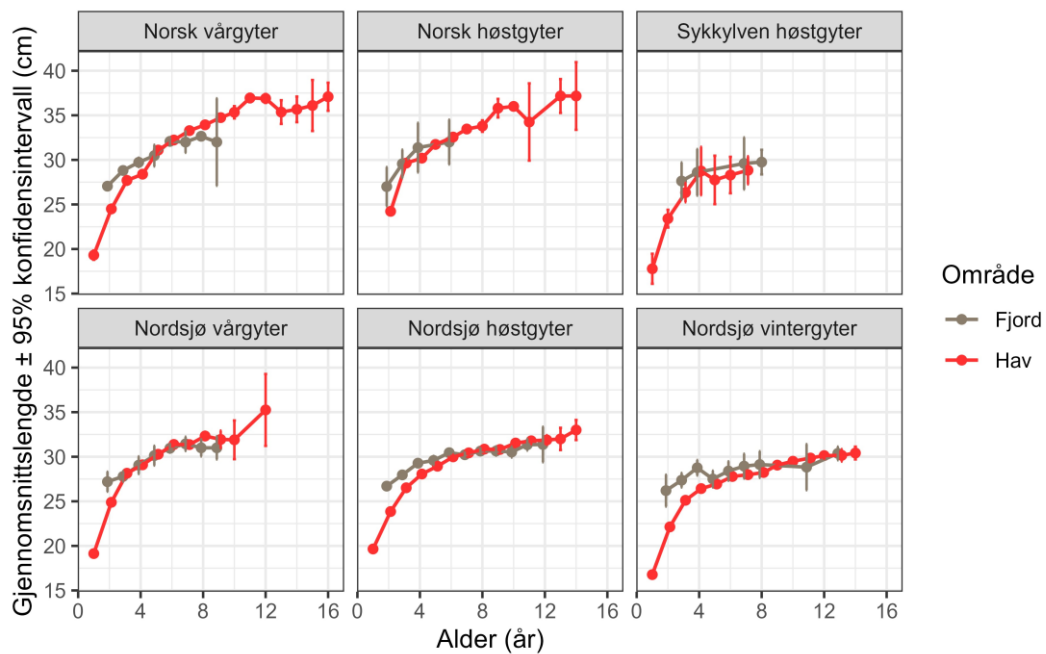 Gjennomsnittslengde ± 95% konfidensintervall (cm)
Norsk vårgyter
Norsk høstgyter
Sykkylven høstgyter
40
35
30
25
20
15
Nordsjø vårgyter
Nordsjø høstgyter
Nordsjø vintergyter
40
35
30
25
20
15
0 4 8 12 16
0 4 8 12 16
0 4 8 12 16
Alder (år)
Område
Fjord
Hav